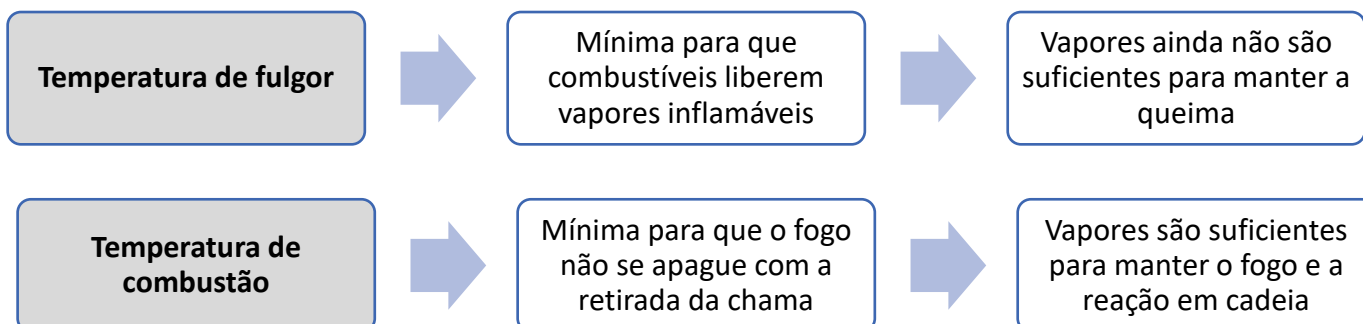 Temperatura de fulgor
Mínima para que
combustíveis liberem
vapores inflamáveis
Vapores ainda não são
suficientes para manter a
queima
Temperatura de
combustão
Mínima para que o fogo
não se apague com a
retirada da chama
Vapores são suficientes
para manter o fogo e a
reação em cadeia